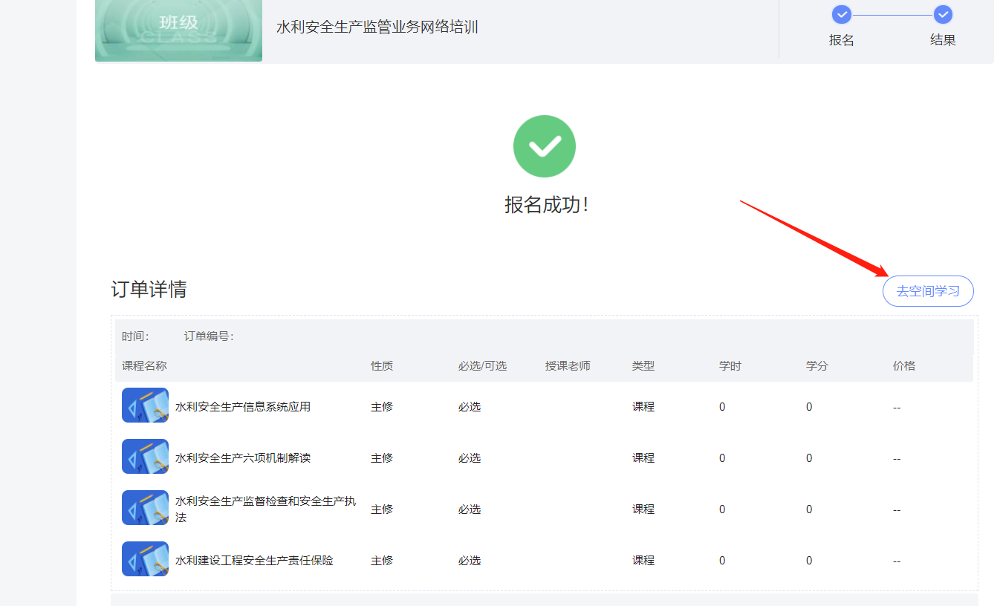 班级
CLASS
水利安全生产监管业务网络培训
报名
结果
报名成功！
订单详情
去空间学习
时间：
订单编号：
课程名称 性质 必选/可选 授课老师 类型 学时 学分 价格
水利安全生产信息系统应用 主修 必选 课程 0 0 --
水利安全生产六项机制解读 主修 必选 课程 0 0 --
水利安全生产监督检查和安全生产执
法 主修 必选 课程 0 0 --
水利建设工程安全生产责任保险 主修 必选 课程 0 0 --